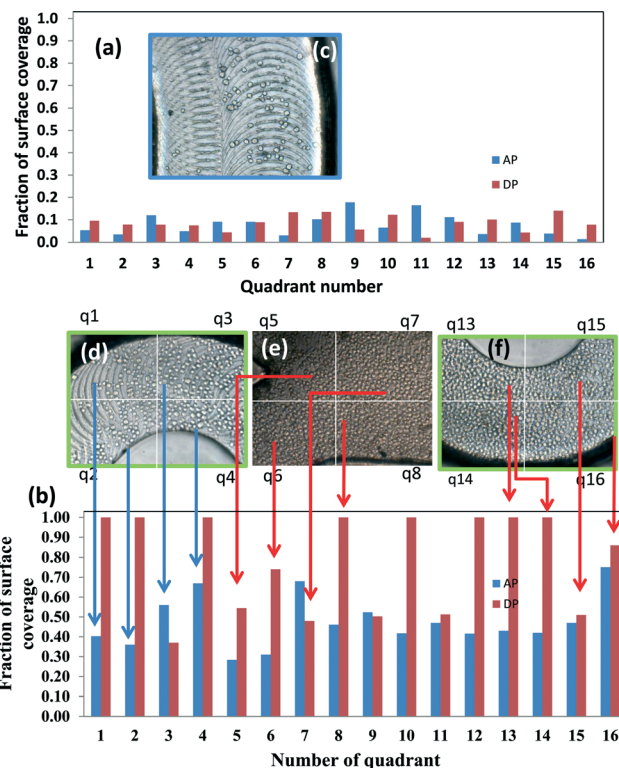 Fraction of surface coverage
1.0
0.9
0.8
0.7
0.6
0.5
0.4
0.3
0.2
0.1
0.0
(a)
(c)
AP
DP
1 2 3 4 5 6 7 8 9 10 11 12 13 14 15 16
Quadrant number
q1 q3 q5 q7 q13 q15
(d) (e) (f)
q2 q4 q6 q8 q14 q16
(b)
Fraction of surface
coverage
1.00
0.90
0.80
0.70
0.60
0.50
0.40
0.30
0.20
0.10
0.00
AP
DP
1 2 3 4 5 6 7 8 9 10 11 12 13 14 15 16
Number of quadrant